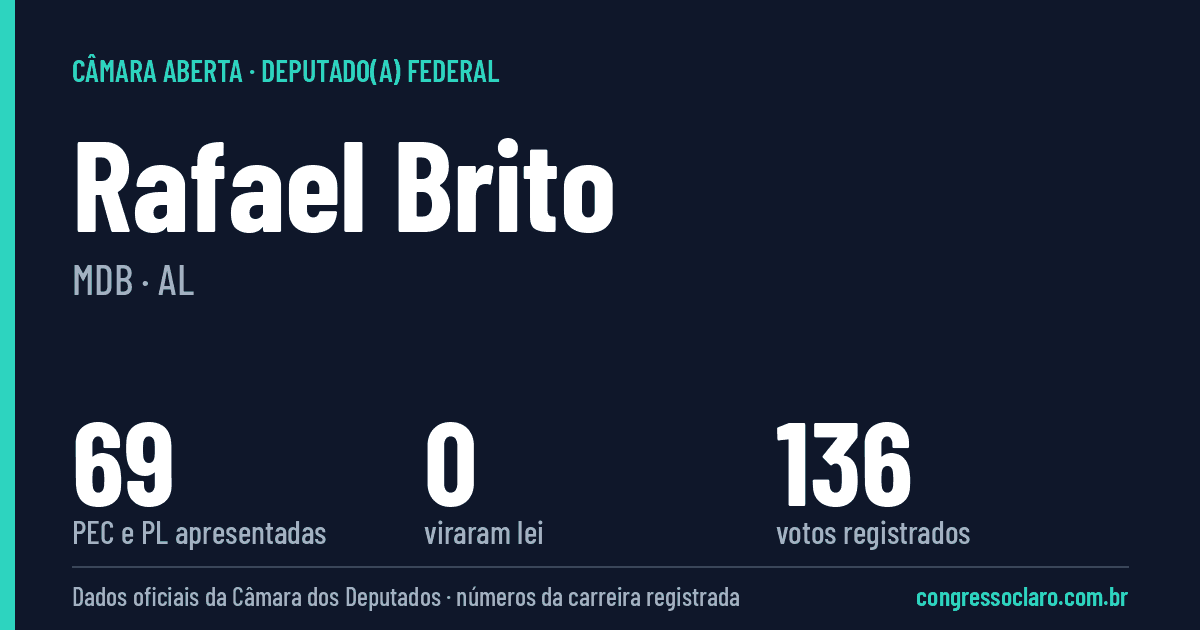 CÂMARA ABERTA · DEPUTADO(A) FEDERAL
Rafael Brito
MDB · AL
69 0 136
PEC e PL apresentadas viraram lei votos registrados
Dados oficiais da Câmara dos Deputados · números da carreira registrada congressoclaro.com.br